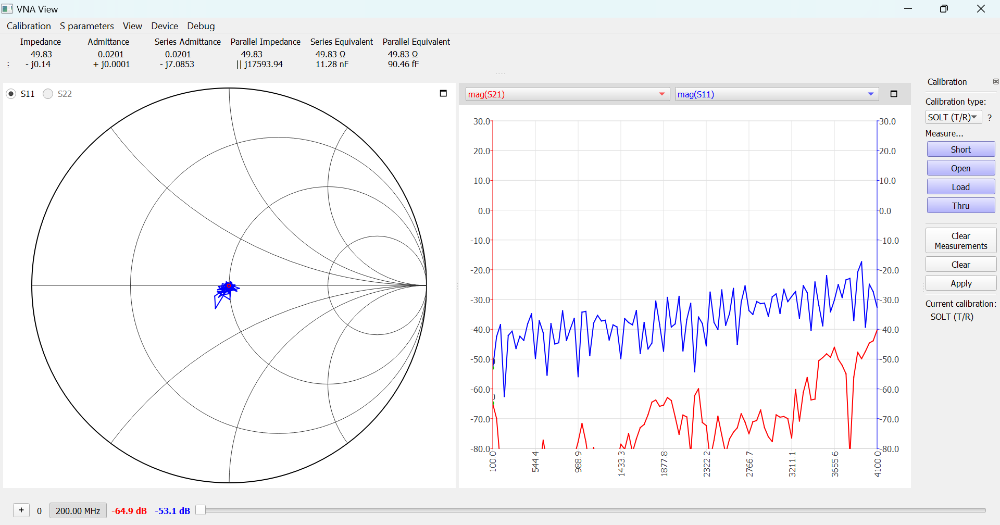 VNA View
Calibration S parameters View Device Debug
Impedance Admittance Series Admittance Parallel Impedance Series Equivalent Parallel Equivalent
49.83 0.0201 0.0201 49.83 49.83 Ω 49.83 Ω
- j0.14 + j0.0001 - j7.0853 || j17593.94 11.28 nF 90.46 fF
S11 S22
mag(S21) mag(S11)
30.0 30.0
20.0 20.0
10.0 10.0
0.0 0.0
-10.0 -10.0
-20.0 -20.0
-30.0 -30.0
-40.0 -40.0
-50.0 -50.0
0
-60.0 -60.0
0
-70.0 -70.0
-80.0 -80.0
100.0 544.4 988.9 1433.3 1877.8 2322.2 2766.7 3211.1 3655.6 4100.0
Calibration
Calibration type:
SOLT (T/R) ?
Measure...
Short
Open
Load
Thru
Clear
Measurements
Clear
Apply
Current calibration:
SOLT (T/R)
+ 0 200.00 MHz -64.9 dB -53.1 dB